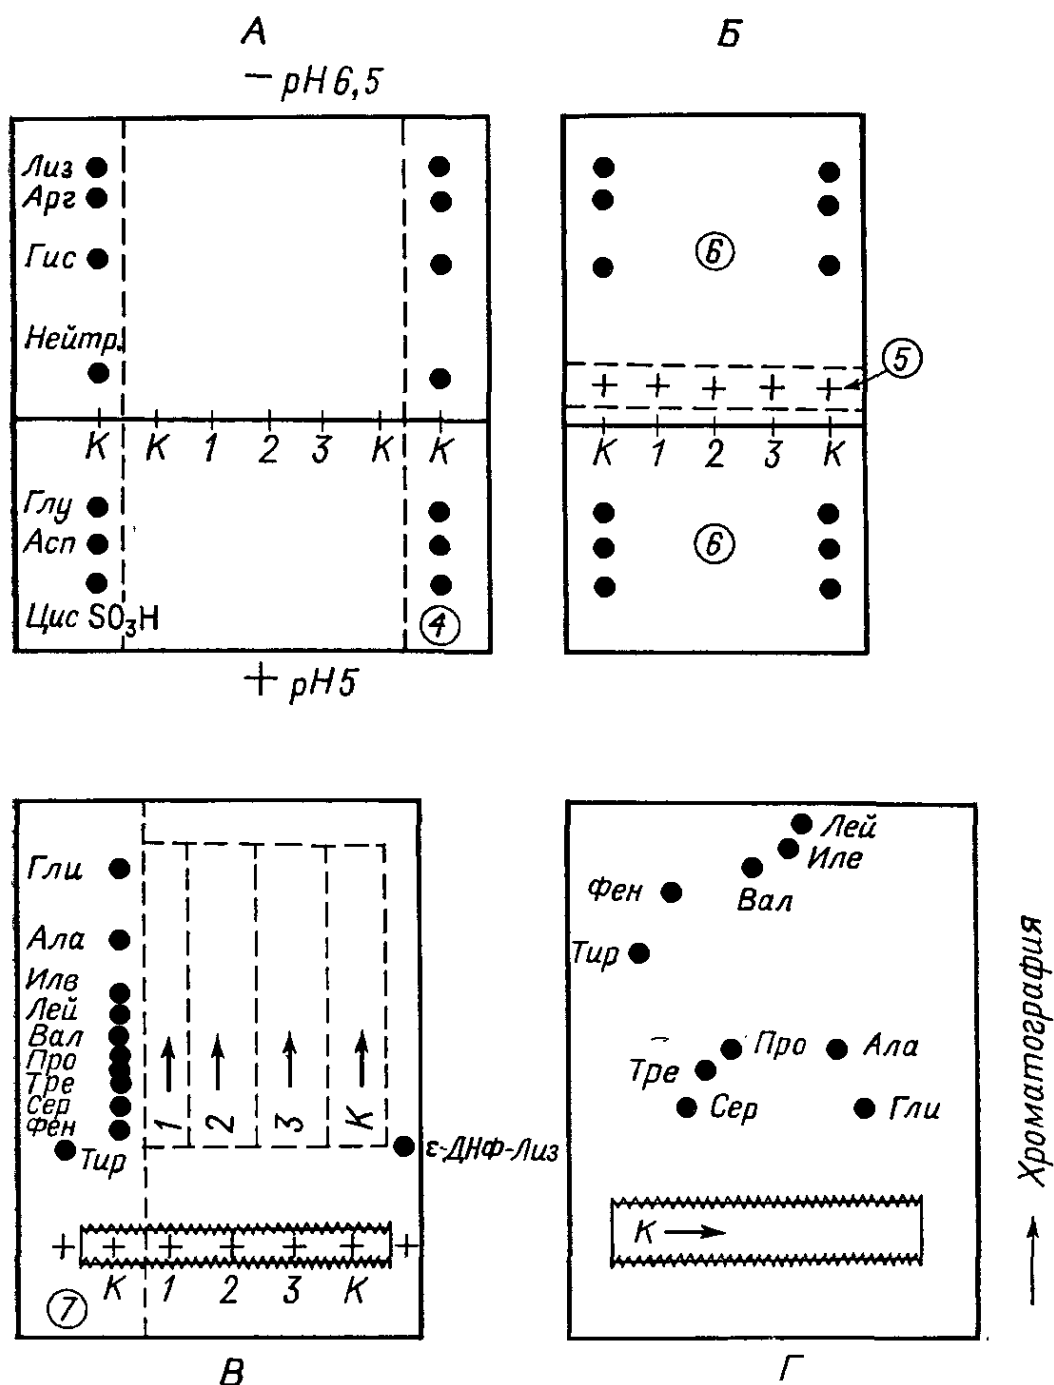 А
Б
− pH 6,5
Лиз
Арг
Гис
Нейтр.
К К 1 2 3 К К
Глу
Асп
Цис SO₃H
4
+ pH 5
6
5
+ + + + +
К 1 2 3 К
6
Гли
Ала
Илв
Лей
Вал
Про
Тре
Сер
Фен
Тир
1 2 3 К
ε-ДНФ-Лиз
+ + + + + + +
К 1 2 3 К
7
В
Лей
Иле
Вал
Фен
Тир
Про
Ала
Тре
Сер
Гли
К
Г
Хроматография